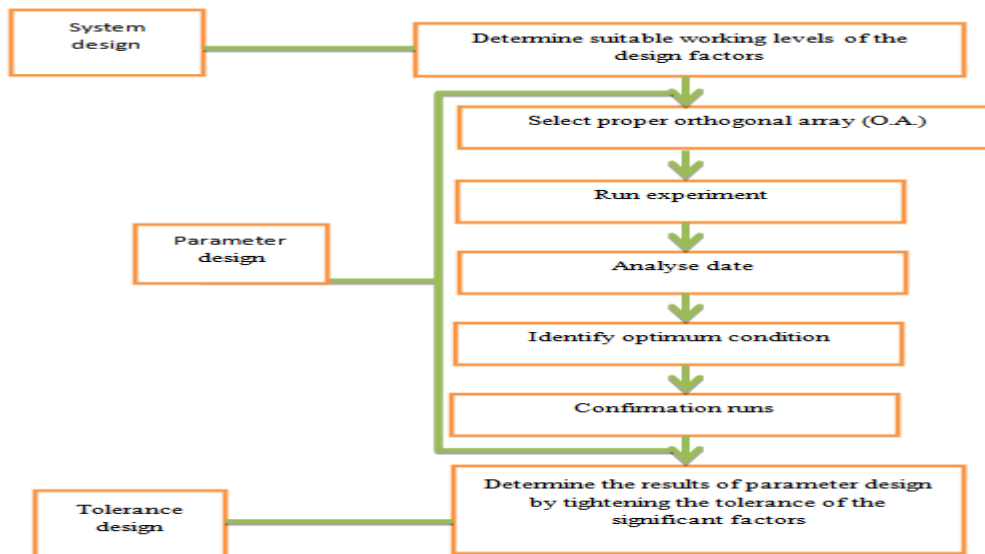 System
design
Determine suitable working levels of the
design factors
Select proper orthogonal array (O.A.)
Run experiment
Parameter
design
Analyse date
Identify optimum condition
Confirmation runs
Determine the results of parameter design
by tightening the tolerance of the
significant factors
Tolerance
design